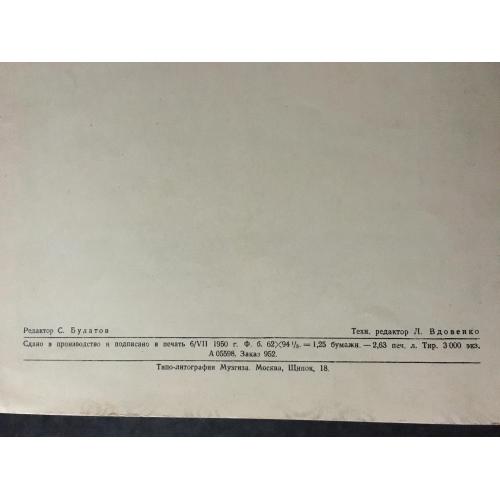 Редактор С. Булатов
Техн. редактор Л. Вдовенко
Сдано в производство и подписано в печать 6/VII 1950 г. Ф. б. 62×94 ¹/₈. = 1,25 бумажн. — 2,63 печ. л. Тир. 3 000 экз.
А 05598. Заказ 952.
Типо-литография Музгиза. Москва, Щипок, 18.